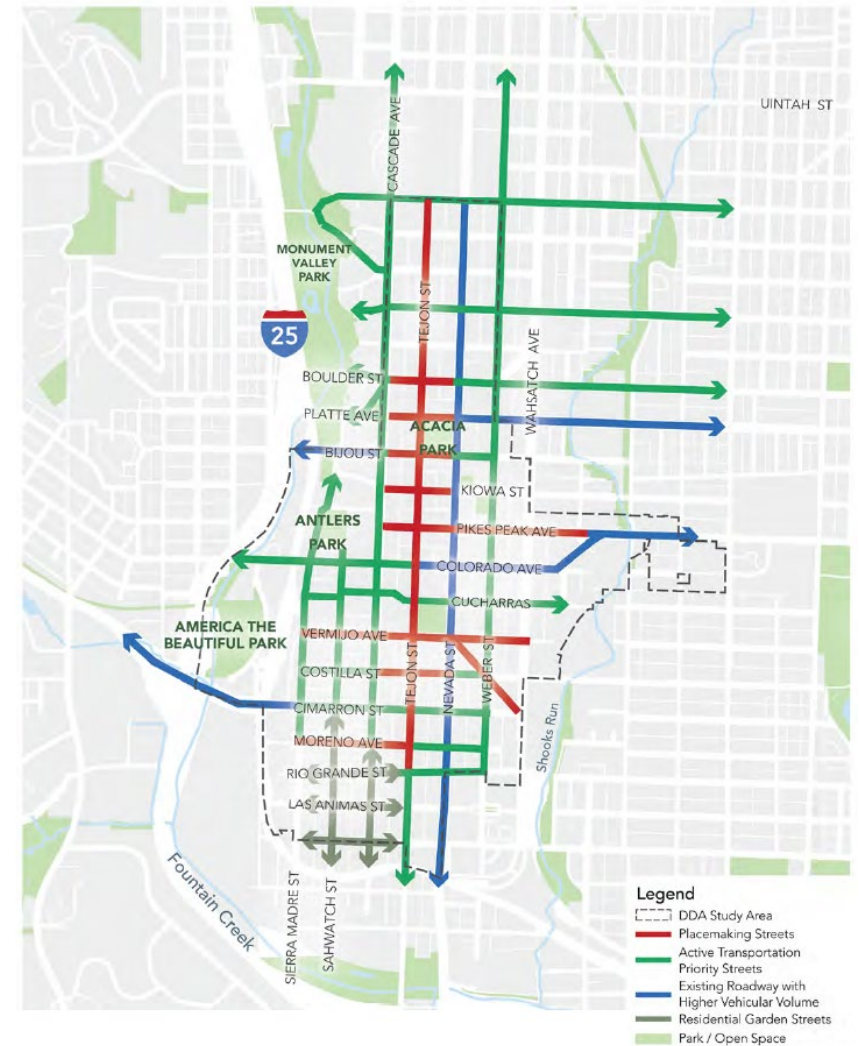 UINTAH ST
CASCADE AVE
MONUMENT
VALLEY
PARK
TEJON ST
25
WAHSATCH AVE
BOULDER ST
PLATTE AVE
ACACIA
PARK
BIJOU ST
KIOWA ST
ANTLERS
PARK
PIKES PEAK AVE
COLORADO AVE
CUCHARRAS
AMERICA THE
BEAUTIFUL PARK
VERMIJO AVE
COSTILLA ST
TEJON ST
NEVADA ST
WEBER ST
CIMARRON ST
MORENO AVE
RIO GRANDE ST
LAS ANIMAS ST
Shooks Run
Fountain Creek
SIERRA MADRE ST
SAHWATCH ST
Legend
DDA Study Area
Placemaking Streets
Active Transportation
Priority Streets
Existing Roadway with
Higher Vehicular Volume
Residential Garden Streets
Park / Open Space